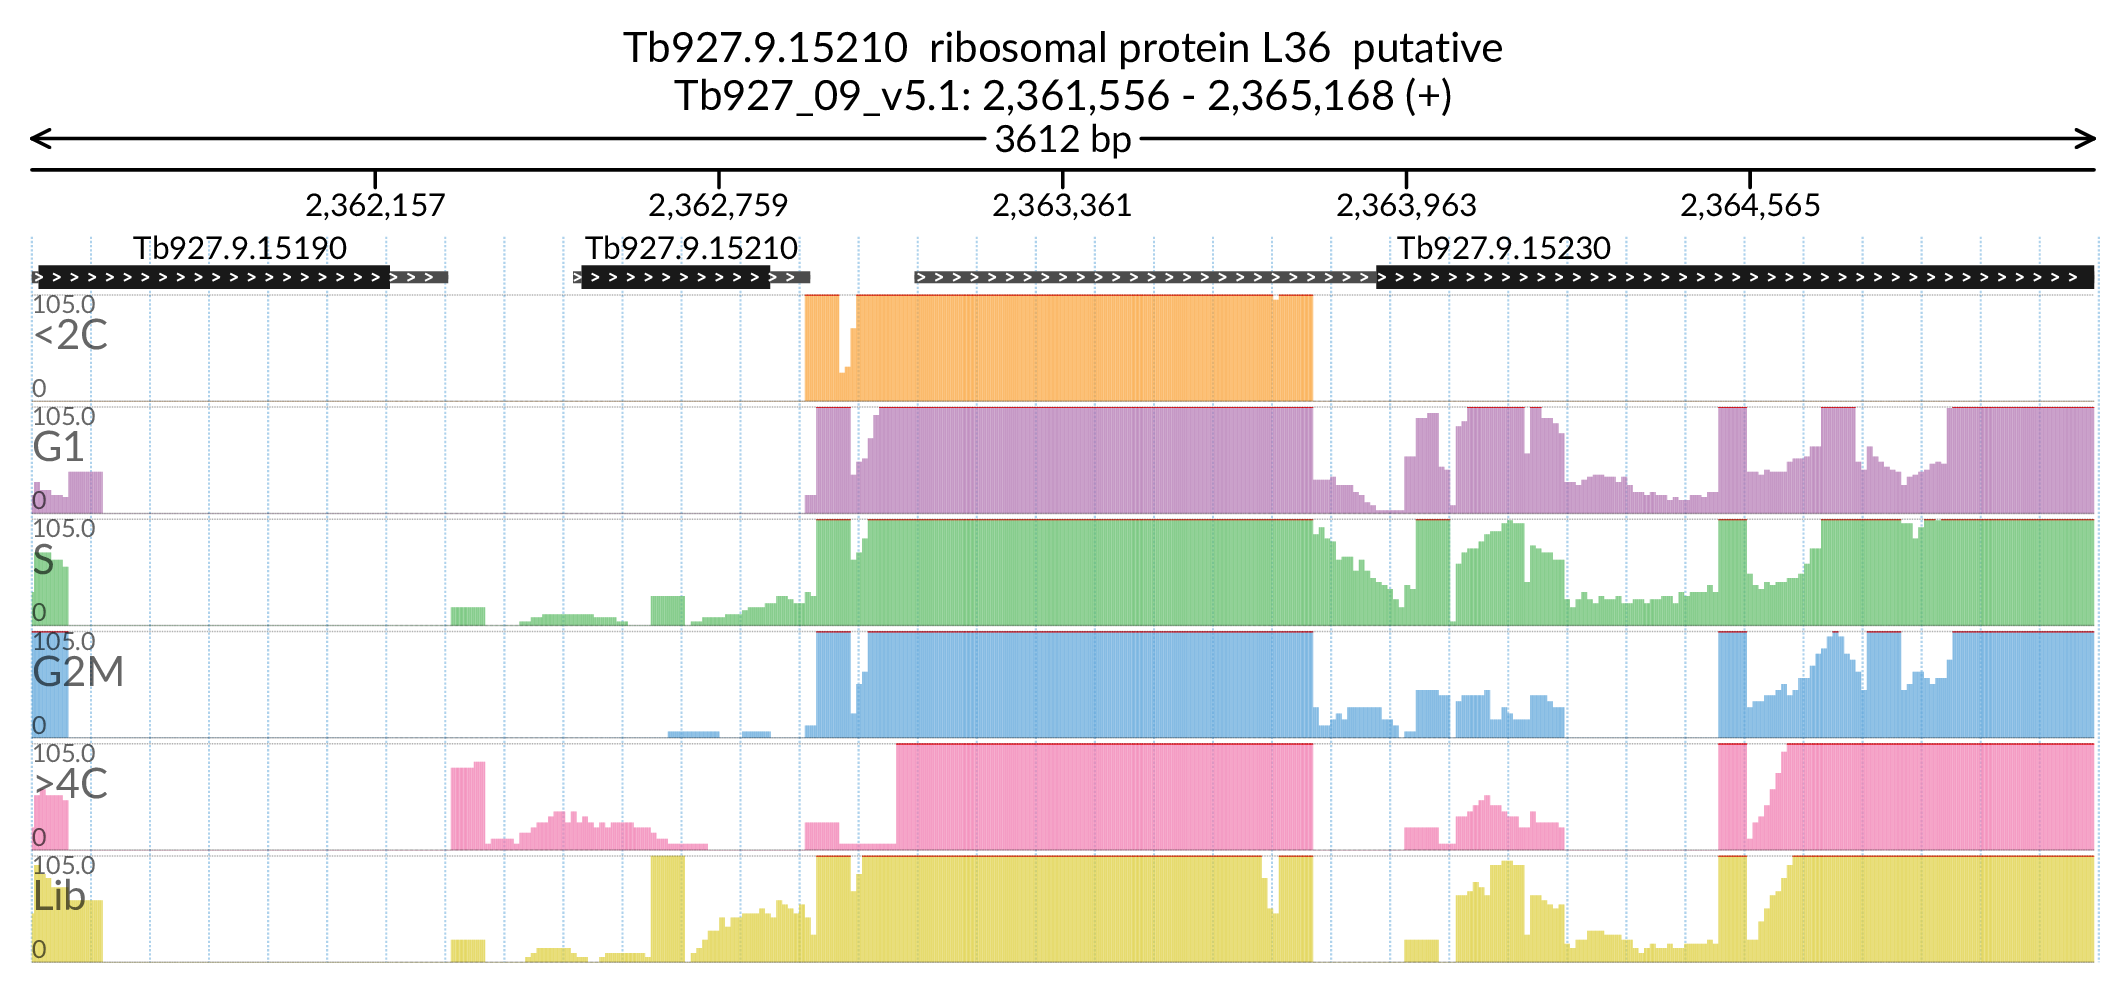 Tb927.9.15210 ribosomal protein L36 putative
Tb927_09_v5.1: 2,361,556 - 2,365,168 (+)
3612 bp
2,362,157 2,362,759 2,363,361 2,363,963 2,364,565
Tb927.9.15190 Tb927.9.15210 Tb927.9.15230
105.0
<2C
0
105.0
G1
0
105.0
S
0
105.0
G2M
0
105.0
>4C
0
105.0
Lib
0